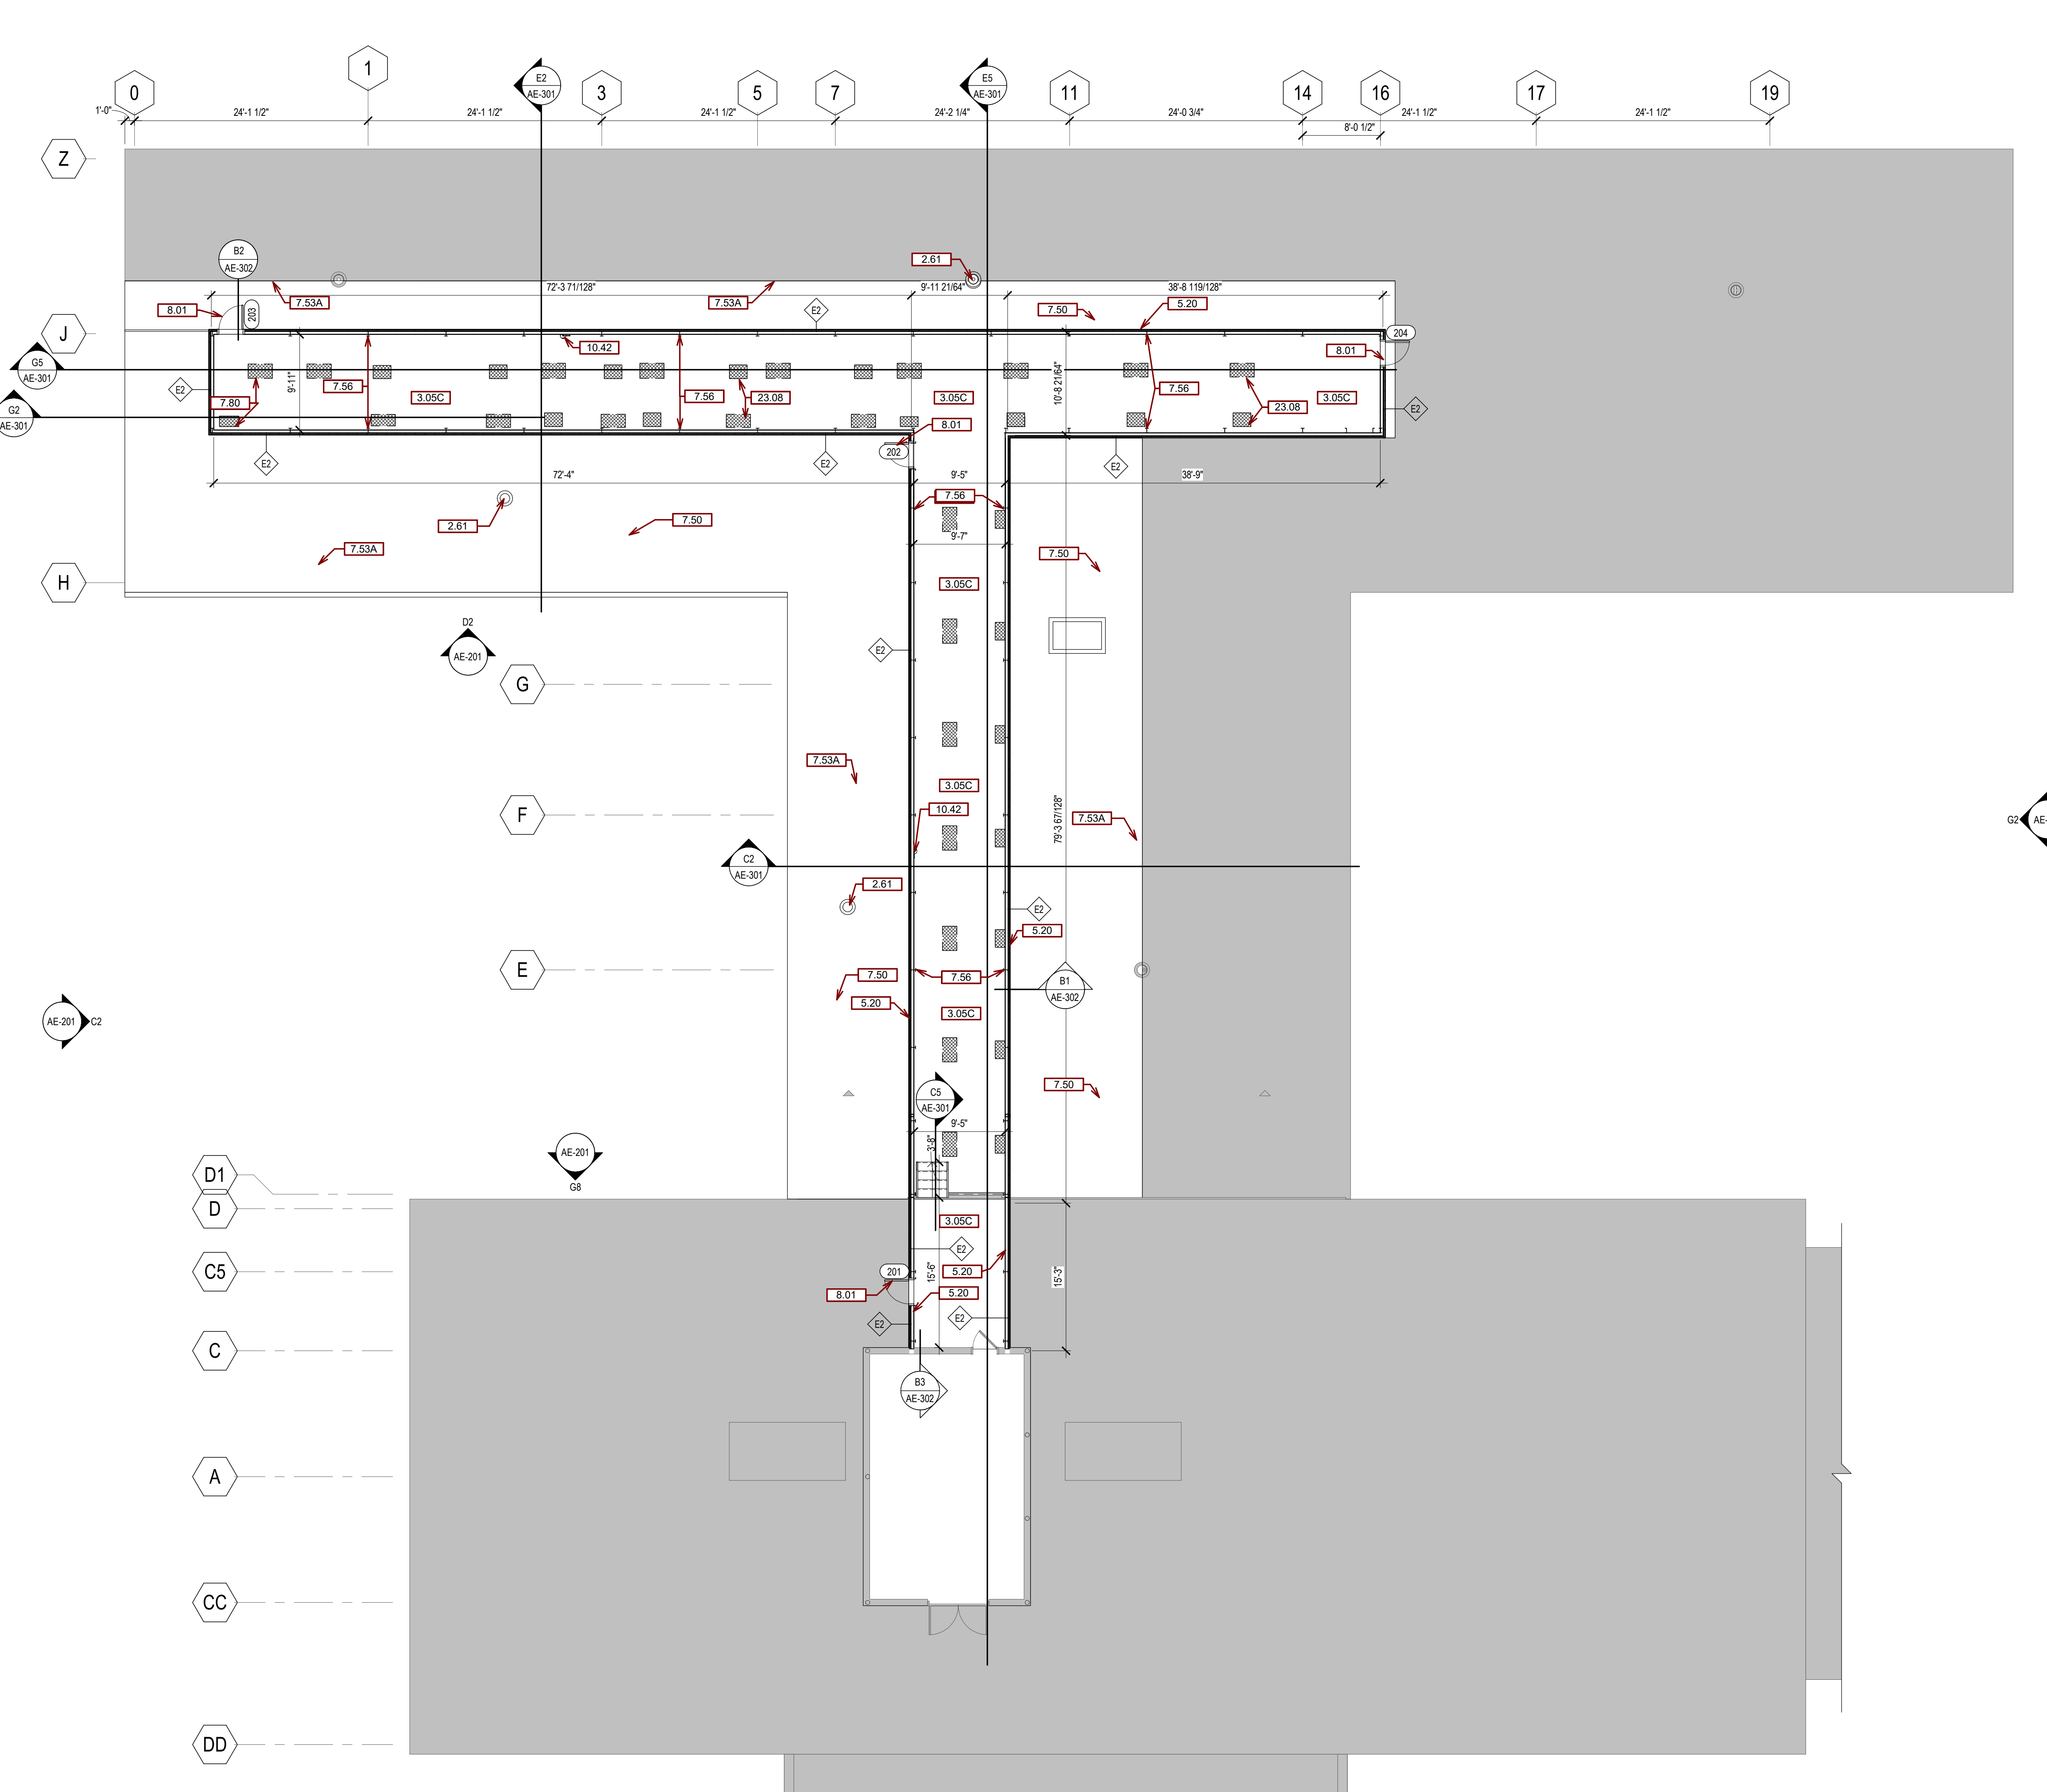 0
1
E2
AE-301
3
5
7
E5
AE-301
11
14
16
17
19
1'-0"
24'-1 1/2"
24'-1 1/2"
24'-1 1/2"
24'-2 1/4"
24'-0 3/4"
24'-1 1/2"
24'-1 1/2"
8'-0 1/2"
Z
B2
AE-302
2.61
72'-3 71/128"
9'-11 21/64"
38'-8 119/128"
7.53A
7.53A
8.01
203
E2
7.50
5.20
J
204
10.42
8.01
G5
AE-301
E2
9'-11"
7.56
3.05C
7.56
23.08
3.05C
10'-8 21/64"
7.56
3.05C
7.80
23.08
E2
G2
AE-301
8.01
202
E2
E2
E2
72'-4"
9'-5"
38'-9"
7.56
2.61
7.50
9'-7"
7.53A
7.50
H
3.05C
D2
AE-201
E2
G
7.53A
3.05C
10.42
F
7.53A
79'-3 67/128"
G2
AE-
C2
AE-301
2.61
E2
5.20
E
7.50
7.56
B1
AE-302
5.20
3.05C
AE-201
C2
7.50
C5
AE-301
9'-5"
3'-8"
AE-201
G8
D1
D
3.05C
E2
C5
201
5.20
15'-6"
15'-3"
8.01
5.20
E2
E2
C
B3
AE-302
A
CC
DD